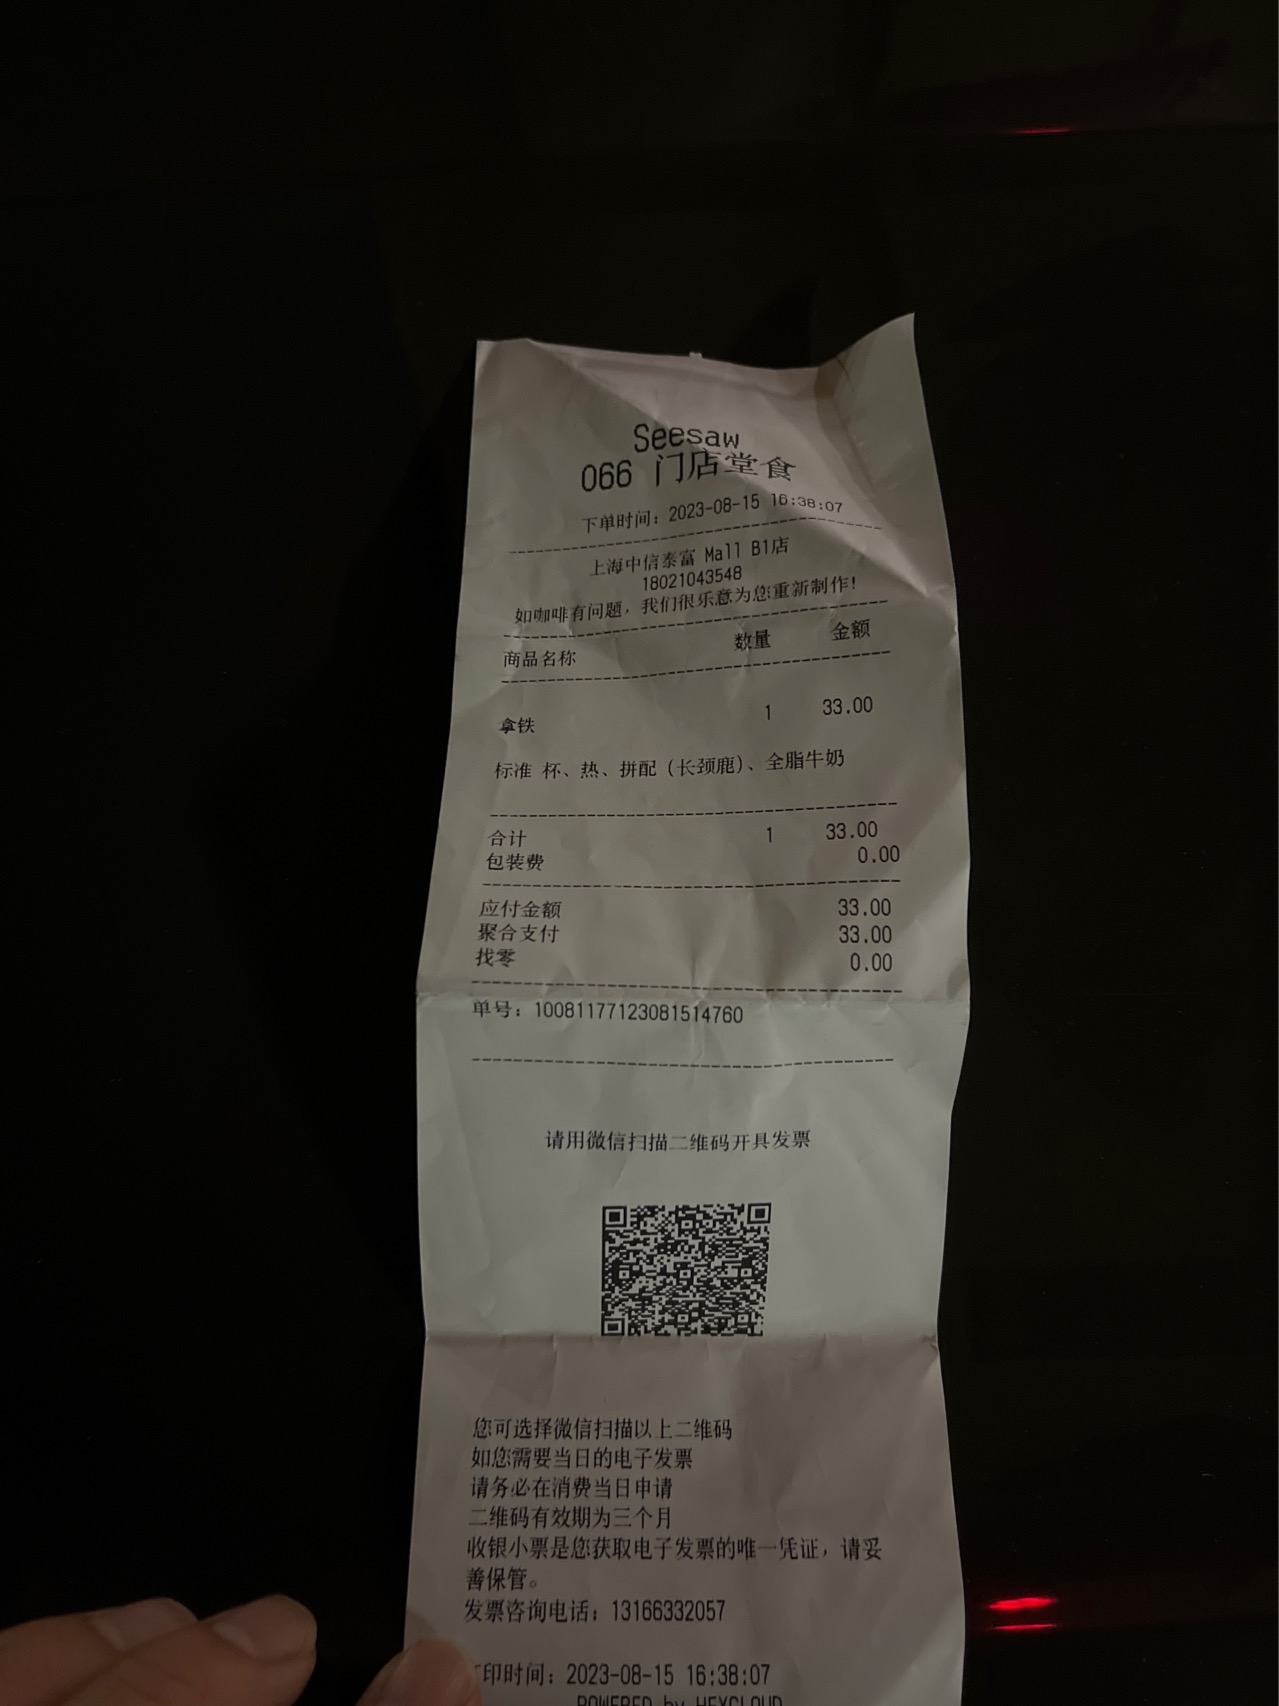 Seesaw
066 门店堂食
下单时间：2023-08-15 16:38:07
上海中信泰富 Mall B1店
18021043548
如咖啡有问题，我们很乐意为您重新制作！
商品名称 数量 金额
拿铁 1 33.00
标准 杯、热、拼配（长颈鹿）、全脂牛奶
合计 1 33.00
包装费 0.00
应付金额 33.00
聚合支付 33.00
找零 0.00
单号：10081177123081514760
请用微信扫描二维码开具发票
您可选择微信扫描以上二维码
如您需要当日的电子发票
请务必在消费当日申请
二维码有效期为三个月
收银小票是您获取电子发票的唯一凭证，请妥
善保管。
发票咨询电话：13166332057
印时间：2023-08-15 16:38:07
POWERED by HEXCLOUD